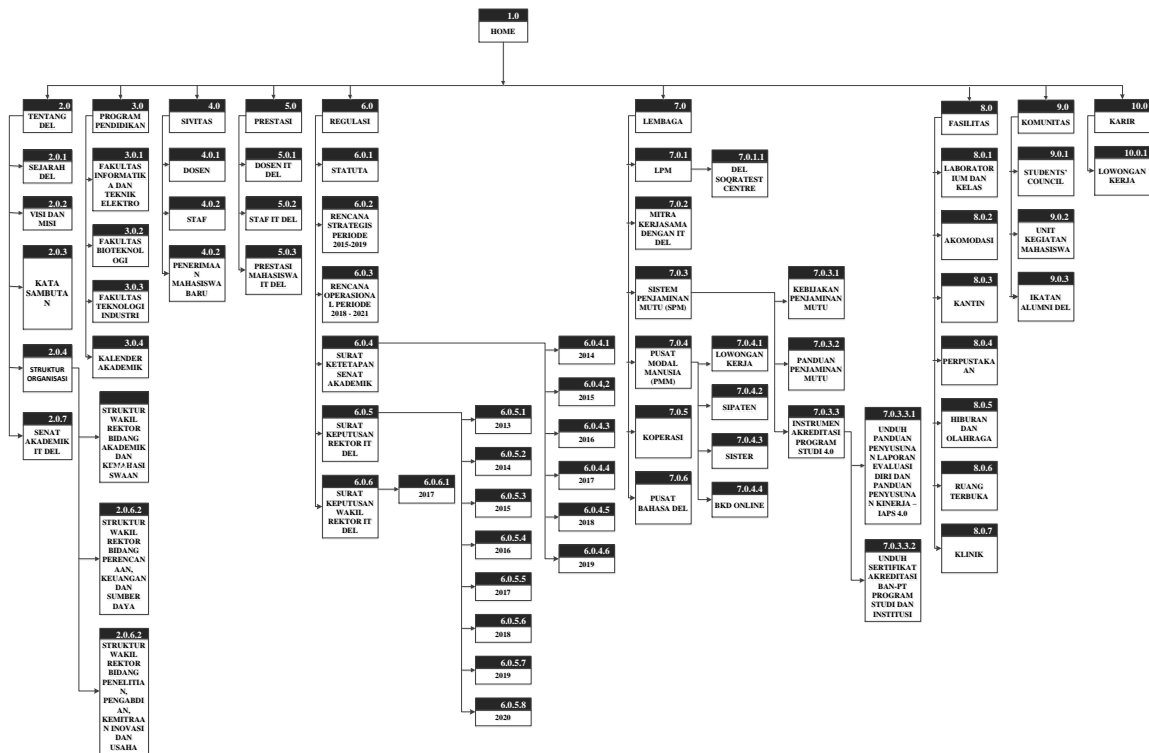 1.0
HOME
2.0
TENTANG
DEL
2.0.1
SEJARAH
DEL
2.0.2
VISI DAN
MISI
2.0.3
KATA
SAMBUTA
N
2.0.4
STRUKTUR
ORGANISASI
2.0.7
SENAT
AKADEMIK
IT DEL
STRUKTUR
WAKIL
REKTOR
BIDANG
AKADEMIK
DAN
KEMAHASI
SWAAN
2.0.6.2
STRUKTUR
WAKIL
REKTOR
BIDANG
PERENCAN
AAN,
KEUANGAN
DAN
SUMBER
DAYA
2.0.6.2
STRUKTUR
WAKIL
REKTOR
BIDANG
PENELITIA
N,
PENGABDI
AN,
KEMITRAA
N INOVASI
DAN
USAHA
3.0
PROGRAM
PENDIDIKAN
3.0.1
FAKULTAS
INFORMATIK
A DAN
TEKNIK
ELEKTRO
3.0.2
FAKULTAS
BIOTEKNOL
OGI
3.0.3
FAKULTAS
TEKNOLOGI
INDUSTRI
3.0.4
KALENDER
AKADEMIK
4.0
SIVITAS
4.0.1
DOSEN
4.0.2
STAF
4.0.2
PENERIMAA
N MAHASISWA
BARU
5.0
PRESTASI
5.0.1
DOSEN IT
DEL
5.0.2
STAF IT DEL
5.0.3
PRESTASI
MAHASISWA
IT DEL
6.0
REGULASI
6.0.1
STATUTA
6.0.2
RENCANA
STRATEGIS
PERIODE
2015-2019
6.0.3
RENCANA
OPERASIONA
L PERIODE
2018 - 2021
6.0.4
SURAT
KETETAPAN
SENAT
AKADEMIK
6.0.5
SURAT
KEPUTUSAN
REKTOR IT
DEL
6.0.6
SURAT
KEPUTUSAN
WAKIL
REKTOR IT
DEL
6.0.6.1
2017
6.0.5.1
2013
6.0.5.2
2014
6.0.5.3
2015
6.0.5.4
2016
6.0.5.5
2017
6.0.5.6
2018
6.0.5.7
2019
6.0.5.8
2020
6.0.4.1
2014
6.0.4,2
2015
6.0.4.3
2016
6.0.4.4
2017
6.0.4.5
2018
6.0.4.6
2019
7.0
LEMBAGA
7.0.1
LPM
7.0.1.1
DEL
SOQRATEST
CENTRE
7.0.2
MITRA
KERJASAMA
DENGAN IT
DEL
7.0.3
SISTEM
PENJAMINAN
MUTU (SPM)
7.0.4
PUSAT
MODAL
MANUSIA
(PMM)
7.0.5
KOPERASI
7.0.6
PUSAT
BAHASA DEL
7.0.4.1
LOWONGAN
KERJA
7.0.4.2
SIPATEN
7.0.4.3
SISTER
7.0.4.4
BKD ONLINE
7.0.3.1
KEBIJAKAN
PENJAMINAN
MUTU
7.0.3.2
PANDUAN
PENJAMINAN
MUTU
7.0.3.3
INSTRUMEN
AKREDITASI
PROGRAM
STUDI 4.0
7.0.3.3.1
UNDUH
PANDUAN
PENYUSUNA
N LAPORAN
EVALUASI
DIRI DAN
PANDUAN
PENYUSUNA
N KINERJA –
IAPS 4.0
7.0.3.3.2
UNDUH
SERTIFIKAT
AKREDITASI
BAN-PT
PROGRAM
STUDI DAN
INSTITUSI
8.0
FASILITAS
8.0.1
LABORATOR
IUM DAN
KELAS
8.0.2
AKOMODASI
8.0.3
KANTIN
8.0.4
PERPUSTAKA
AN
8.0.5
HIBURAN
DAN
OLAHRAGA
8.0.6
RUANG
TERBUKA
8.0.7
KLINIK
9.0
KOMUNITAS
9.0.1
STUDENTS'
COUNCIL
9.0.2
UNIT
KEGIATAN
MAHASISWA
9.0.3
IKATAN
ALUMNI DEL
10.0
KARIR
10.0.1
LOWONGAN
KERJA